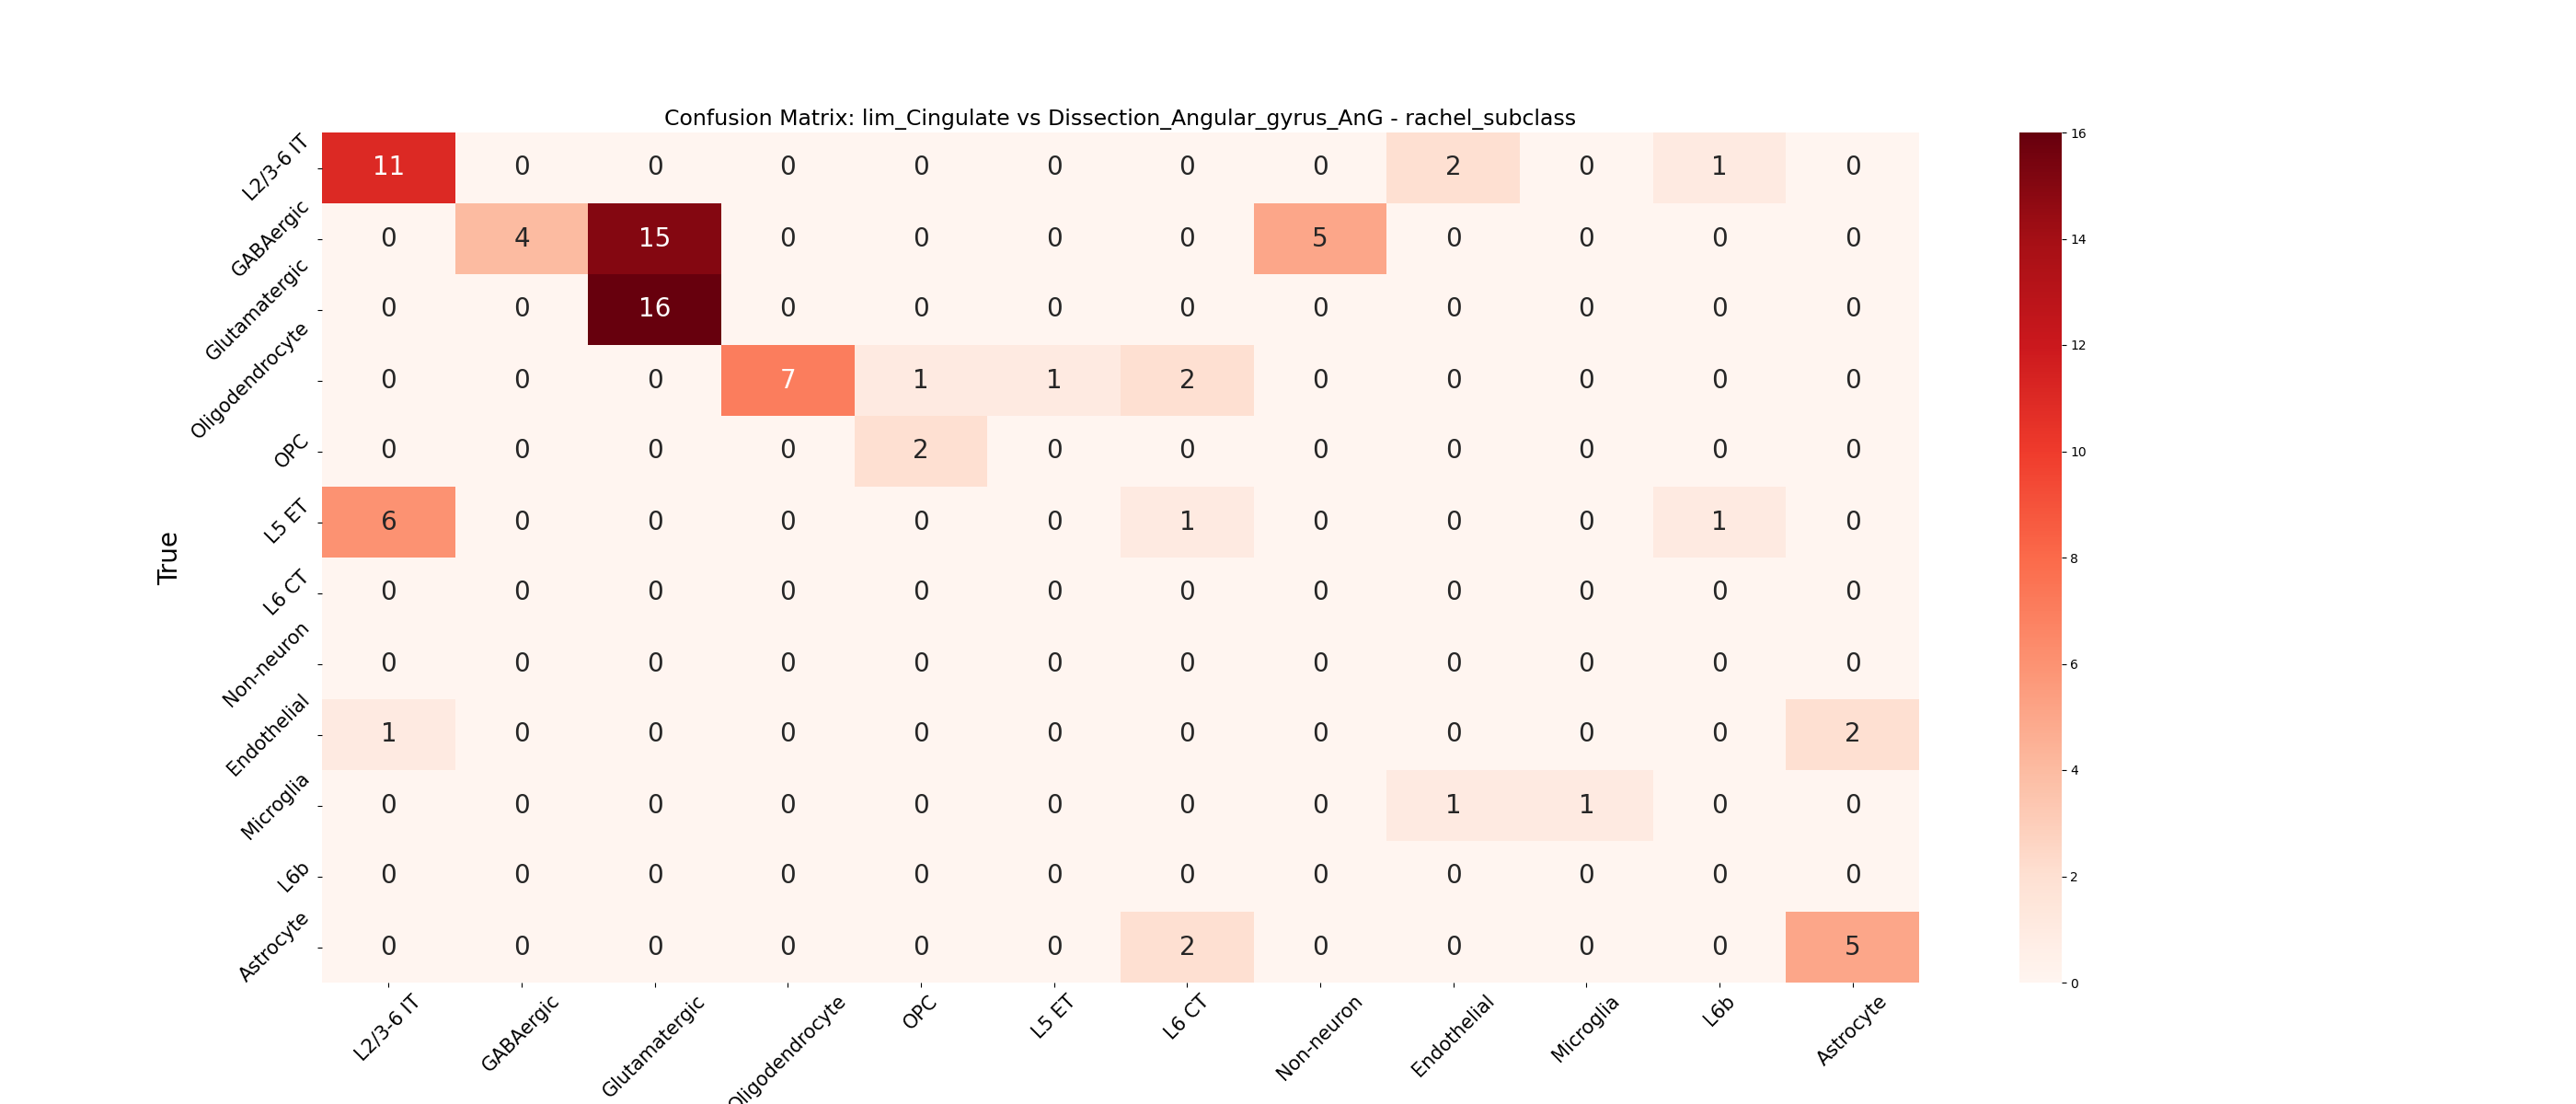 Confusion Matrix: lim_Cingulate vs Dissection_Angular_gyrus_AnG - rachel_subclass
True
L2/3-6 IT 11 0 0 0 0 0 0 0 2 0 1 0
GABAergic 0 4 15 0 0 0 0 5 0 0 0 0
Glutamatergic 0 0 16 0 0 0 0 0 0 0 0 0
Oligodendrocyte 0 0 0 7 1 1 2 0 0 0 0 0
OPC 0 0 0 0 2 0 0 0 0 0 0 0
L5 ET 6 0 0 0 0 0 1 0 0 0 1 0
L6 CT 0 0 0 0 0 0 0 0 0 0 0 0
Non-neuron 0 0 0 0 0 0 0 0 0 0 0 0
Endothelial 1 0 0 0 0 0 0 0 0 0 0 2
Microglia 0 0 0 0 0 0 0 0 1 1 0 0
L6b 0 0 0 0 0 0 0 0 0 0 0 0
Astrocyte 0 0 0 0 0 0 2 0 0 0 0 5
L2/3-6 IT GABAergic Glutamatergic Oligodendrocyte OPC L5 ET L6 CT Non-neuron Endothelial Microglia L6b Astrocyte
16
14
12
10
8
6
4
2
0